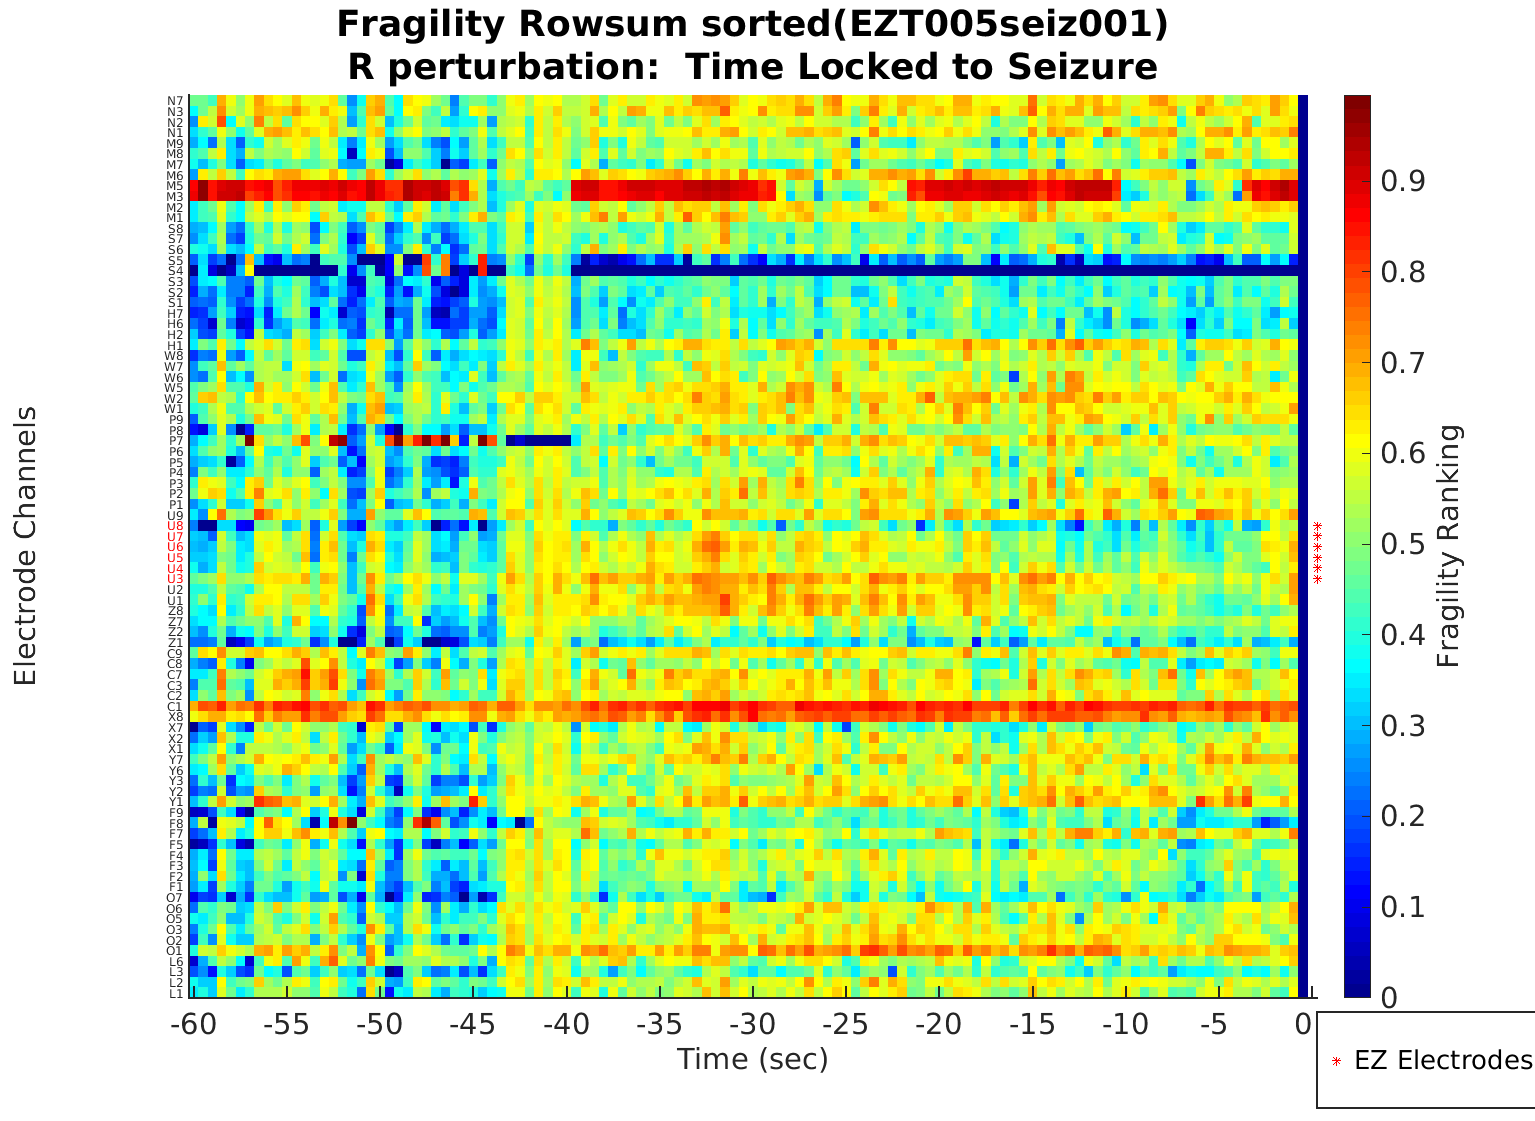 Fragility Rowsum sorted(EZT005seiz001)
R perturbation:  Time Locked to Seizure
Electrode Channels
N7
N3
N2
N1
M9
M8
M7
M6
M5
M3
M2
M1
S8
S7
S6
S5
S4
S3
S2
S1
H7
H6
H2
H1
W8
W7
W6
W5
W2
W1
P9
P8
P7
P6
P5
P4
P3
P2
P1
U9
U8
U7
U6
U5
U4
U3
U2
U1
Z8
Z7
Z2
Z1
C9
C8
C7
C3
C2
C1
X8
X7
X2
X1
Y7
Y6
Y3
Y2
Y1
F9
F8
F7
F5
F4
F3
F2
F1
O7
O6
O5
O3
O2
O1
L6
L3
L2
L1
-60 -55 -50 -45 -40 -35 -30 -25 -20 -15 -10 -5 0
Time (sec)
0.9
0.8
0.7
0.6
0.5
0.4
0.3
0.2
0.1
0
Fragility Ranking
EZ Electrodes